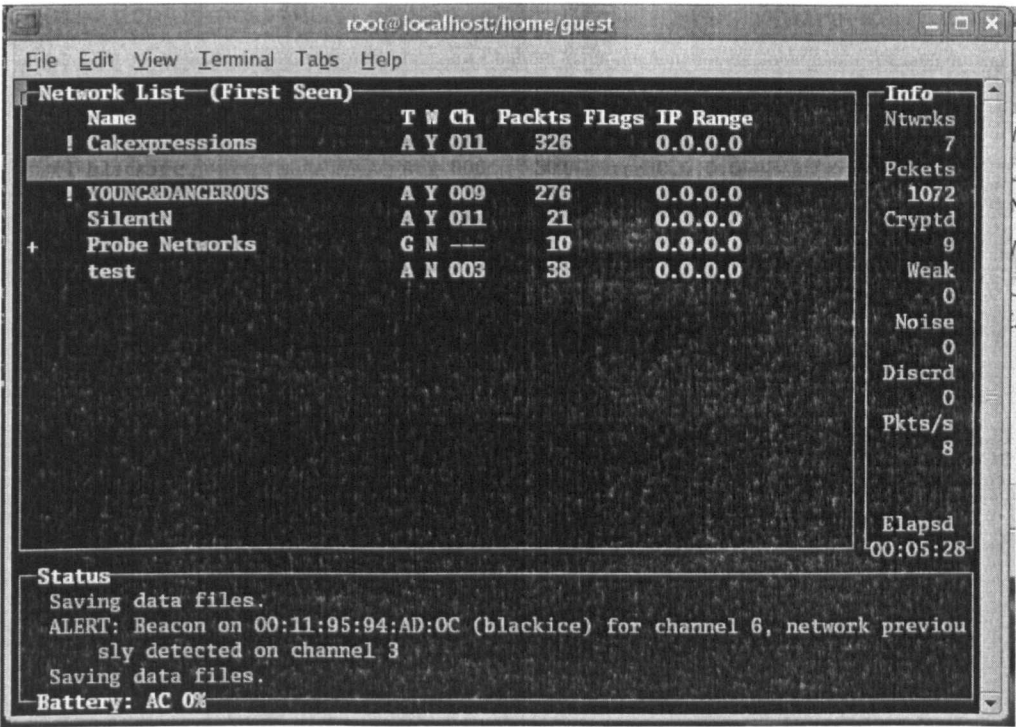 root@localhost:/home/guest
File Edit View Terminal Tabs Help
Network List (First Seen)
Name T W Ch Packts Flags IP Range
! Cakexpressions A Y 011 326 0.0.0.0
! YOUNG&DANGEROUS A Y 009 276 0.0.0.0
SilentN A Y 011 21 0.0.0.0
+ Probe Networks G N --- 10 0.0.0.0
test A N 003 38 0.0.0.0
Info
Ntwrks
7
Pckets
1072
Cryptd
9
Weak
0
Noise
0
Discrd
0
Pkts/s
8
Elapsd
00:05:28
Status
Saving data files.
ALERT: Beacon on 00:11:95:94:AD:0C (blackice) for channel 6, network previou
sly detected on channel 3
Saving data files.
Battery: AC 0%